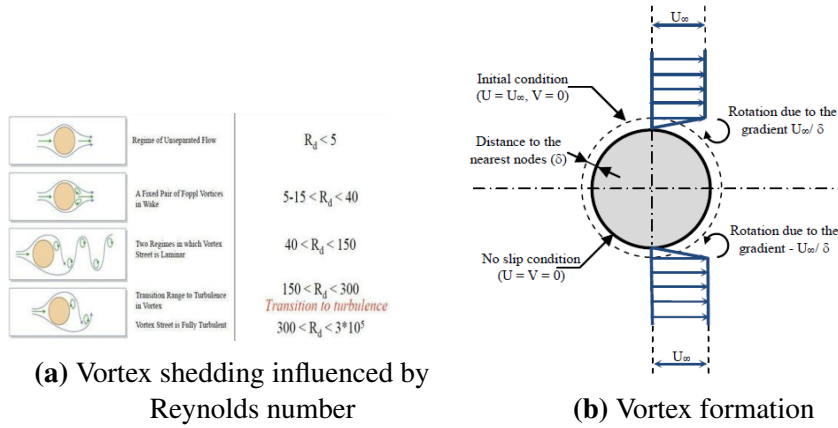 Regime of Unseparated Flow
R_d < 5
A Fixed Pair of Foppl Vortices
in Wake
5-15 < R_d < 40
Two Regimes in which Vortex
Street is Laminar
40 < R_d < 150
Transition Range to Turbulence
in Vortex
150 < R_d < 300
Transition to turbulence
Vortex Street is Fully Turbulent
300 < R_d < 3*10^5
(a) Vortex shedding influenced by
Reynolds number
U∞
Initial condition
(U = U∞, V = 0)
Rotation due to the
gradient U∞/ δ
Distance to the
nearest nodes (δ)
Rotation due to the
gradient - U∞/ δ
No slip condition
(U = V = 0)
U∞
(b) Vortex formation